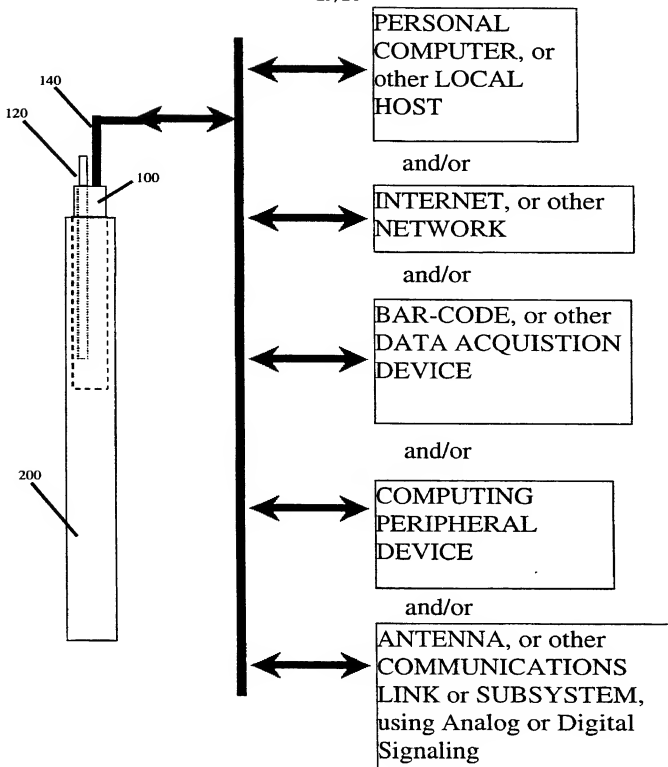 PERSONAL
COMPUTER, or
other LOCAL
HOST
and/or
INTERNET, or other
NETWORK
and/or
BAR-CODE, or other
DATA ACQUISTION
DEVICE
and/or
COMPUTING
PERIPHERAL
DEVICE
and/or
ANTENNA, or other
COMMUNICATIONS
LINK or SUBSYSTEM,
using Analog or Digital
Signaling
140
120
100
200